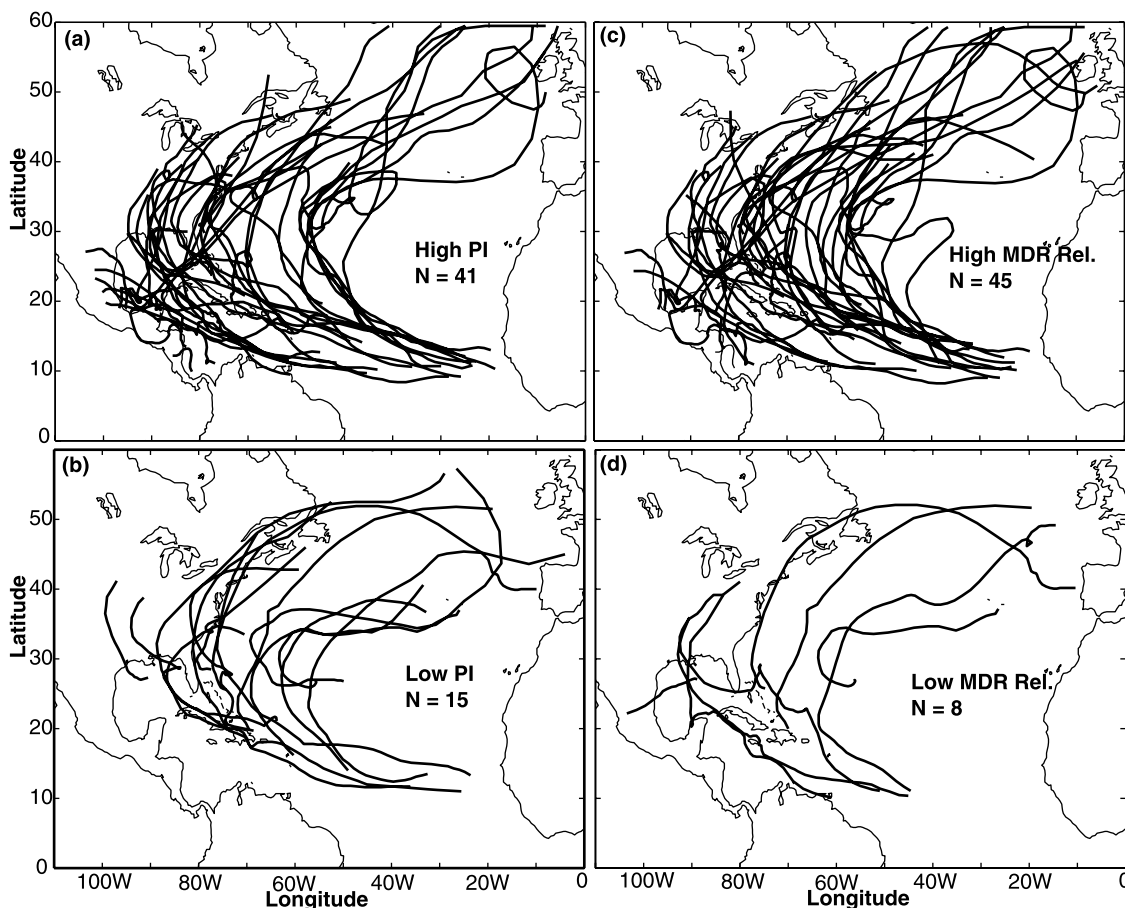 60
(a)
(c)
50
40
Latitude
30
High PI
N = 41
High MDR Rel.
N = 45
20
10
0
(b)
(d)
50
40
Latitude
30
Low PI
N = 15
Low MDR Rel.
N = 8
20
10
0
100W 80W 60W 40W 20W 0
100W 80W 60W 40W 20W 0
Longitude
Longitude